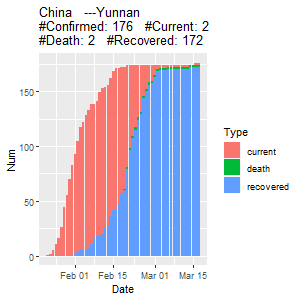 China   ---Yunnan
#Confirmed: 176   #Current: 2
#Death: 2   #Recovered: 172
150
100
50
0
Num
Feb 01
Feb 15
Mar 01
Mar 15
Date
Type
current
death
recovered